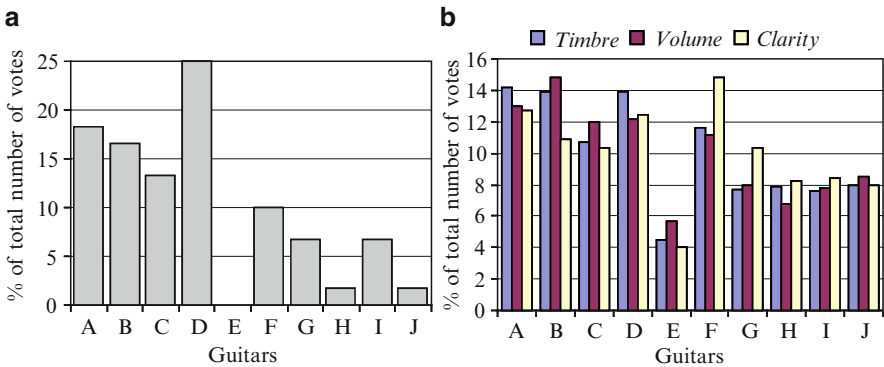 a
% of total number of votes
25
20
15
10
5
0
A B C D E F G H I J
Guitars
b
Timbre Volume Clarity
% of total number of votes
16
14
12
10
8
6
4
2
0
A B C D E F G H I J
Guitars